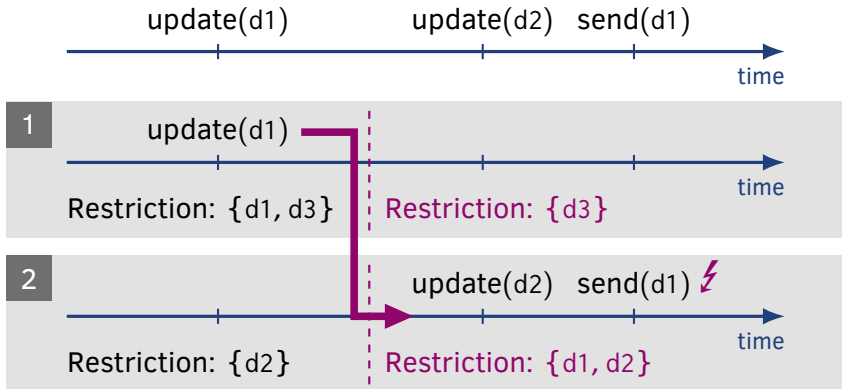 update(d1) update(d2) send(d1)
time
1
update(d1)
time
Restriction: {d1, d3} Restriction: {d3}
2
update(d2) send(d1)
time
Restriction: {d2} Restriction: {d1, d2}